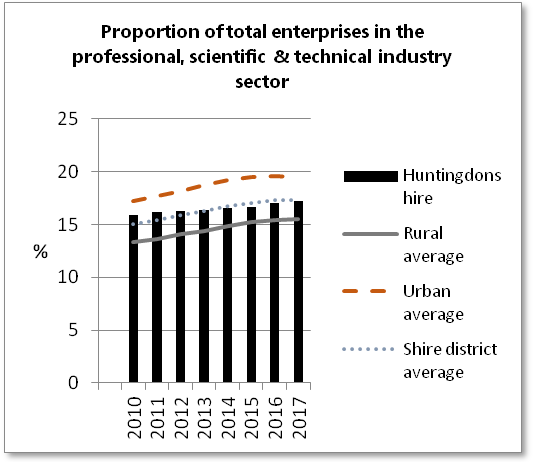 Proportion of total enterprises in the
professional, scientific & technical industry
sector
25
20
15
10
5
0
%
2010
2011
2012
2013
2014
2015
2016
2017
Huntingdons
hire
Rural
average
Urban
average
Shire district
average